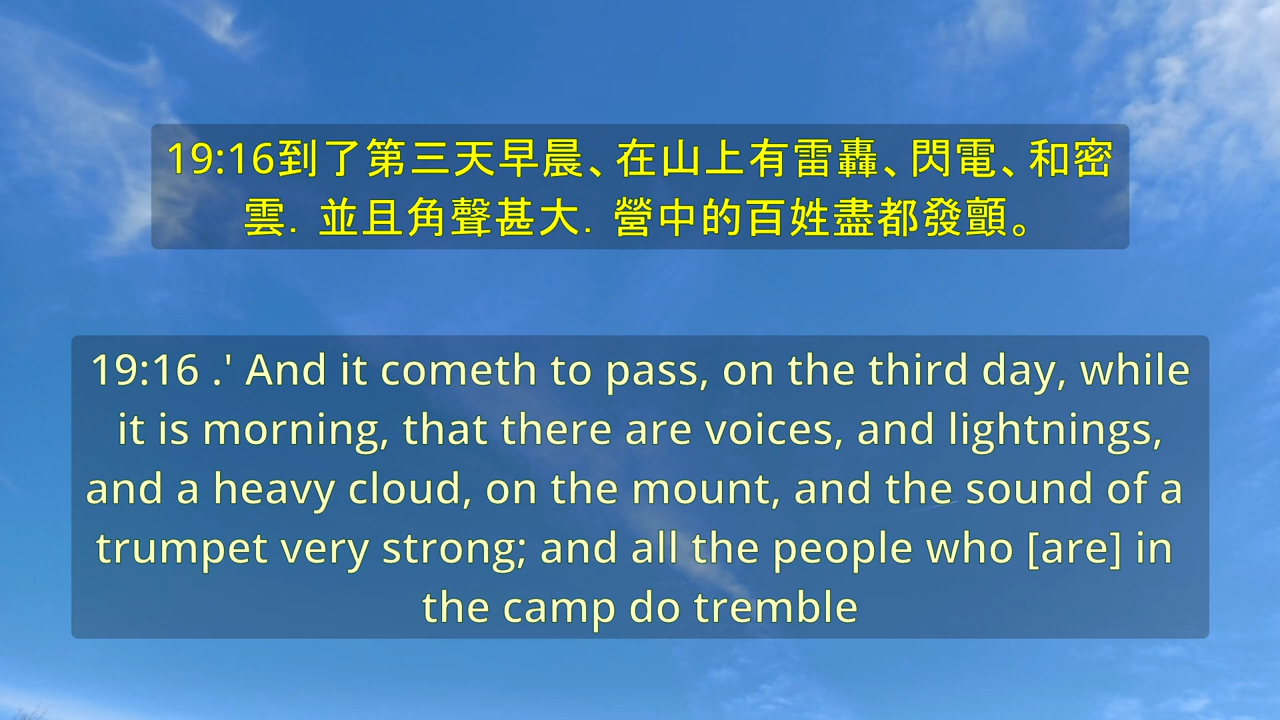 19:16到了第三天早晨、在山上有雷轟、閃電、和密
雲．並且角聲甚大．營中的百姓盡都發顫。
19:16 .' And it cometh to pass, on the third day, while
it is morning, that there are voices, and lightnings,
and a heavy cloud, on the mount, and the sound of a
trumpet very strong; and all the people who [are] in
the camp do tremble